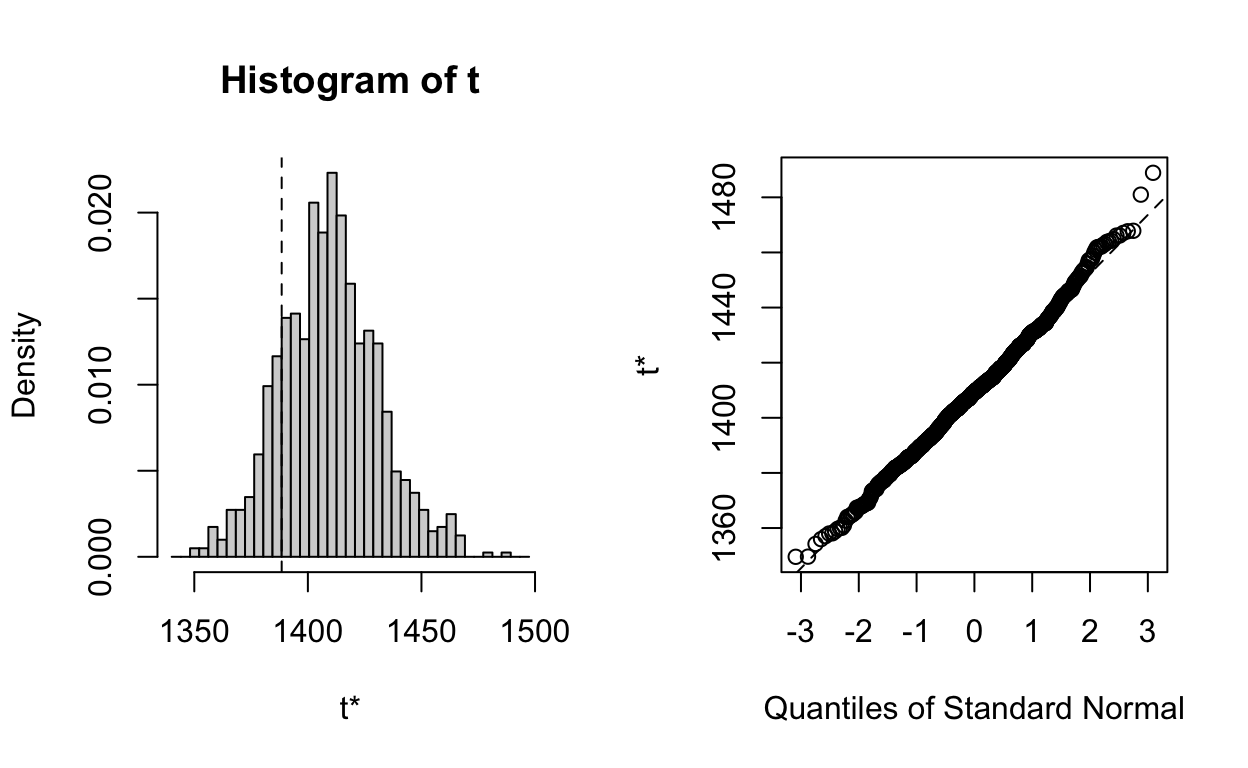 Histogram of t
Density
0.000
0.010
0.020
1350 1400 1450 1500
t*
t*
1360
1400
1440
1480
-3 -2 -1 0 1 2 3
Quantiles of Standard Normal